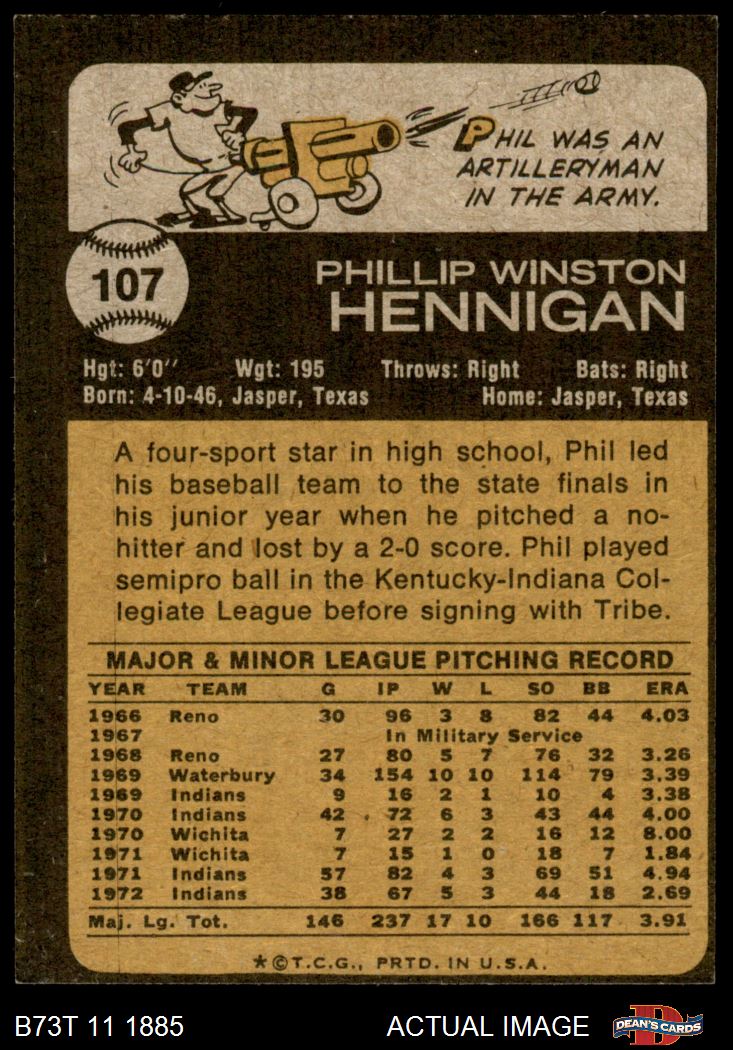 PHIL WAS AN
ARTILLERYMAN
IN THE ARMY.
107
PHILLIP WINSTON
HENNIGAN
Hgt: 6'0" Wgt: 195 Throws: Right Bats: Right
Born: 4-10-46, Jasper, Texas Home: Jasper, Texas
A four-sport star in high school, Phil led
his baseball team to the state finals in
his junior year when he pitched a no-
hitter and lost by a 2-0 score. Phil played
semipro ball in the Kentucky-Indiana Col-
legiate League before signing with Tribe.
MAJOR & MINOR LEAGUE PITCHING RECORD
YEAR TEAM G IP W L SO BB ERA
1966 Reno 30 96 3 8 82 44 4.03
1967 In Military Service
1968 Reno 27 80 5 7 76 32 3.26
1969 Waterbury 34 154 10 10 114 79 3.39
1969 Indians 9 16 2 1 10 4 3.38
1970 Indians 42 72 6 3 43 44 4.00
1970 Wichita 7 27 2 2 16 12 8.00
1971 Wichita 7 15 1 0 18 7 1.84
1971 Indians 57 82 4 3 69 51 4.94
1972 Indians 38 67 5 3 44 18 2.69
Maj. Lg. Tot. 146 237 17 10 166 117 3.91
*©T.C.G., PRTD. IN U.S.A.
B73T 11 1885 ACTUAL IMAGE DEAN'S CARDS